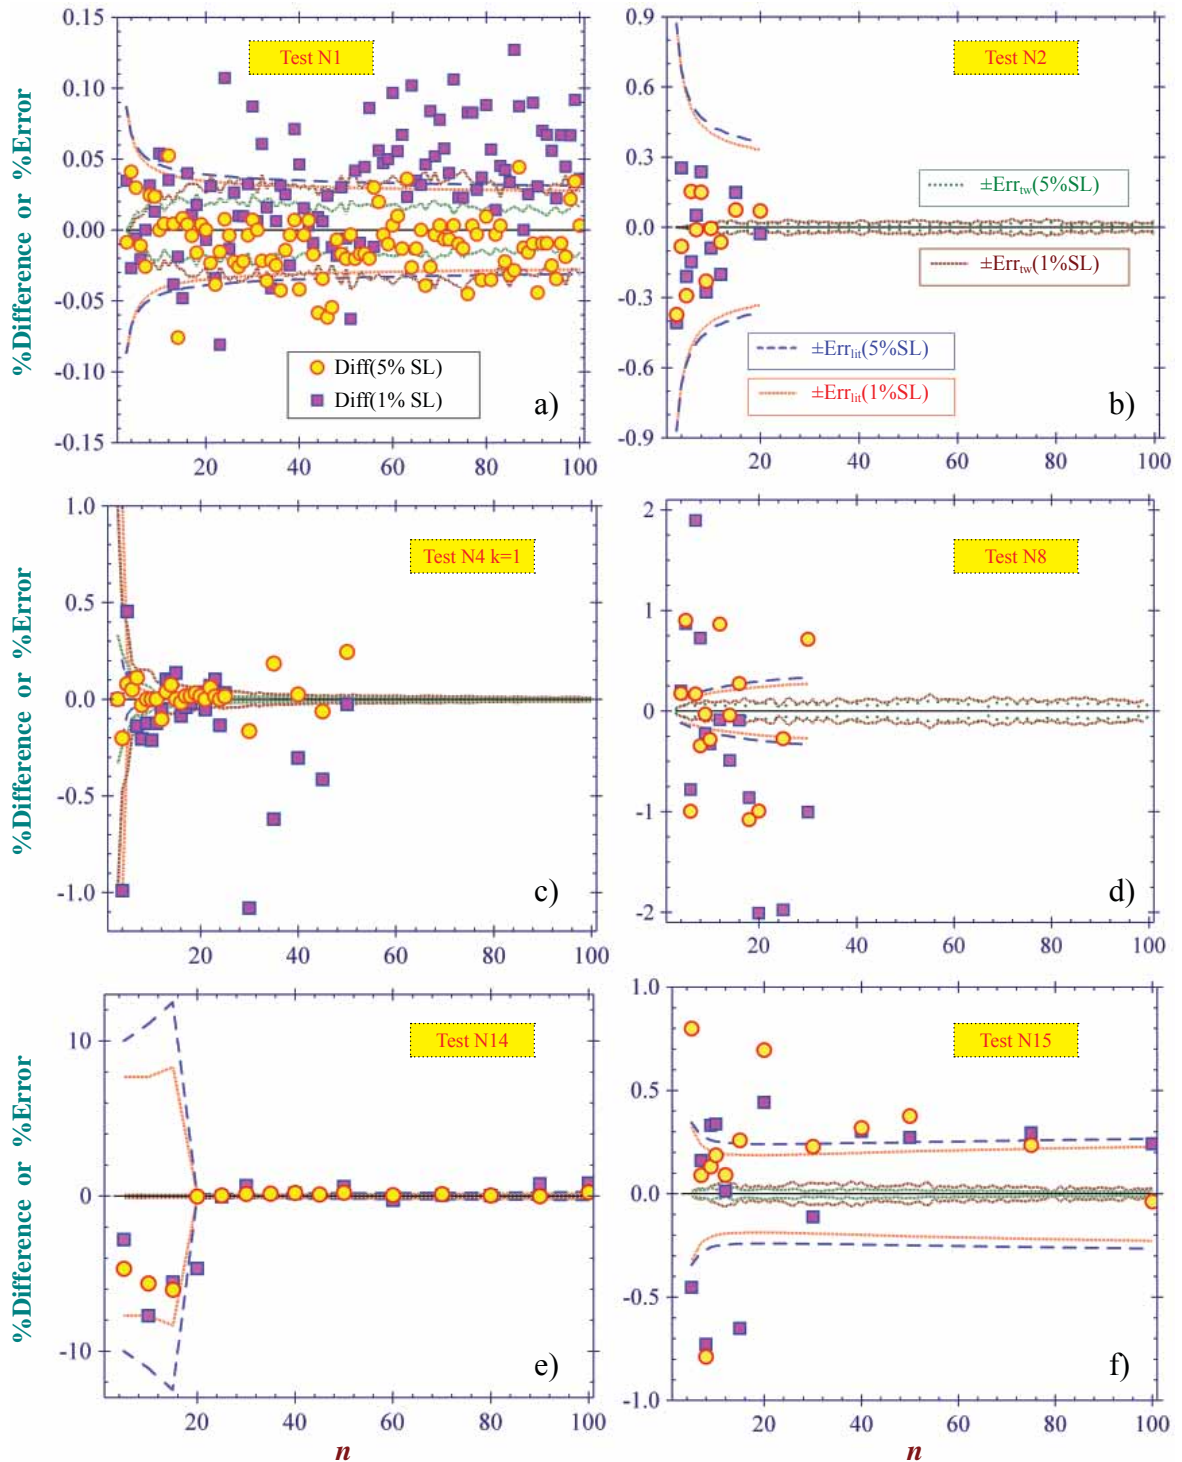 %Difference or %Error
0.15
0.10
0.05
0.00
-0.05
-0.10
-0.15
20
40
60
80
100
Test N1
Diff(5% SL)
Diff(1% SL)
a)
0.9
0.6
0.3
0.0
-0.3
-0.6
-0.9
20
40
60
80
100
Test N2
±Errtw(5%SL)
±Errtw(1%SL)
±Errlit(5%SL)
±Errlit(1%SL)
b)
%Difference or %Error
1.0
0.5
0.0
-0.5
-1.0
20
40
60
80
100
Test N4 k=1
c)
2
1
0
-1
-2
20
40
60
80
100
Test N8
d)
%Difference or %Error
10
0
-10
20
40
60
80
100
Test N14
e)
n
1.0
0.5
0.0
-0.5
-1.0
20
40
60
80
100
Test N15
f)
n